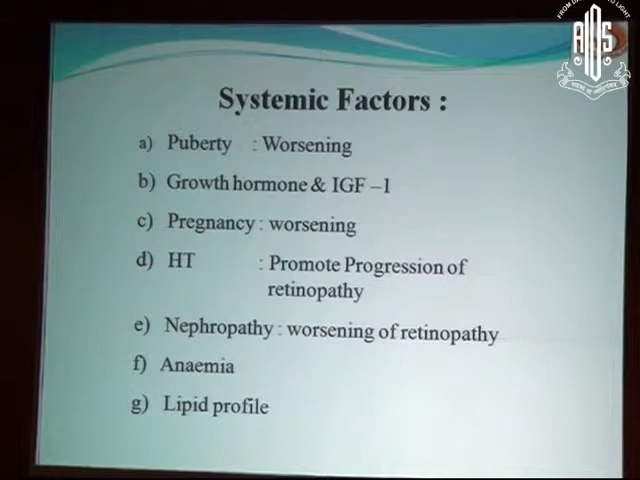 AIOS
Systemic Factors :
a) Puberty : Worsening
b) Growth hormone & IGF –1
c) Pregnancy : worsening
d) HT : Promote Progression of
retinopathy
e) Nephropathy : worsening of retinopathy
f) Anaemia
g) Lipid profile